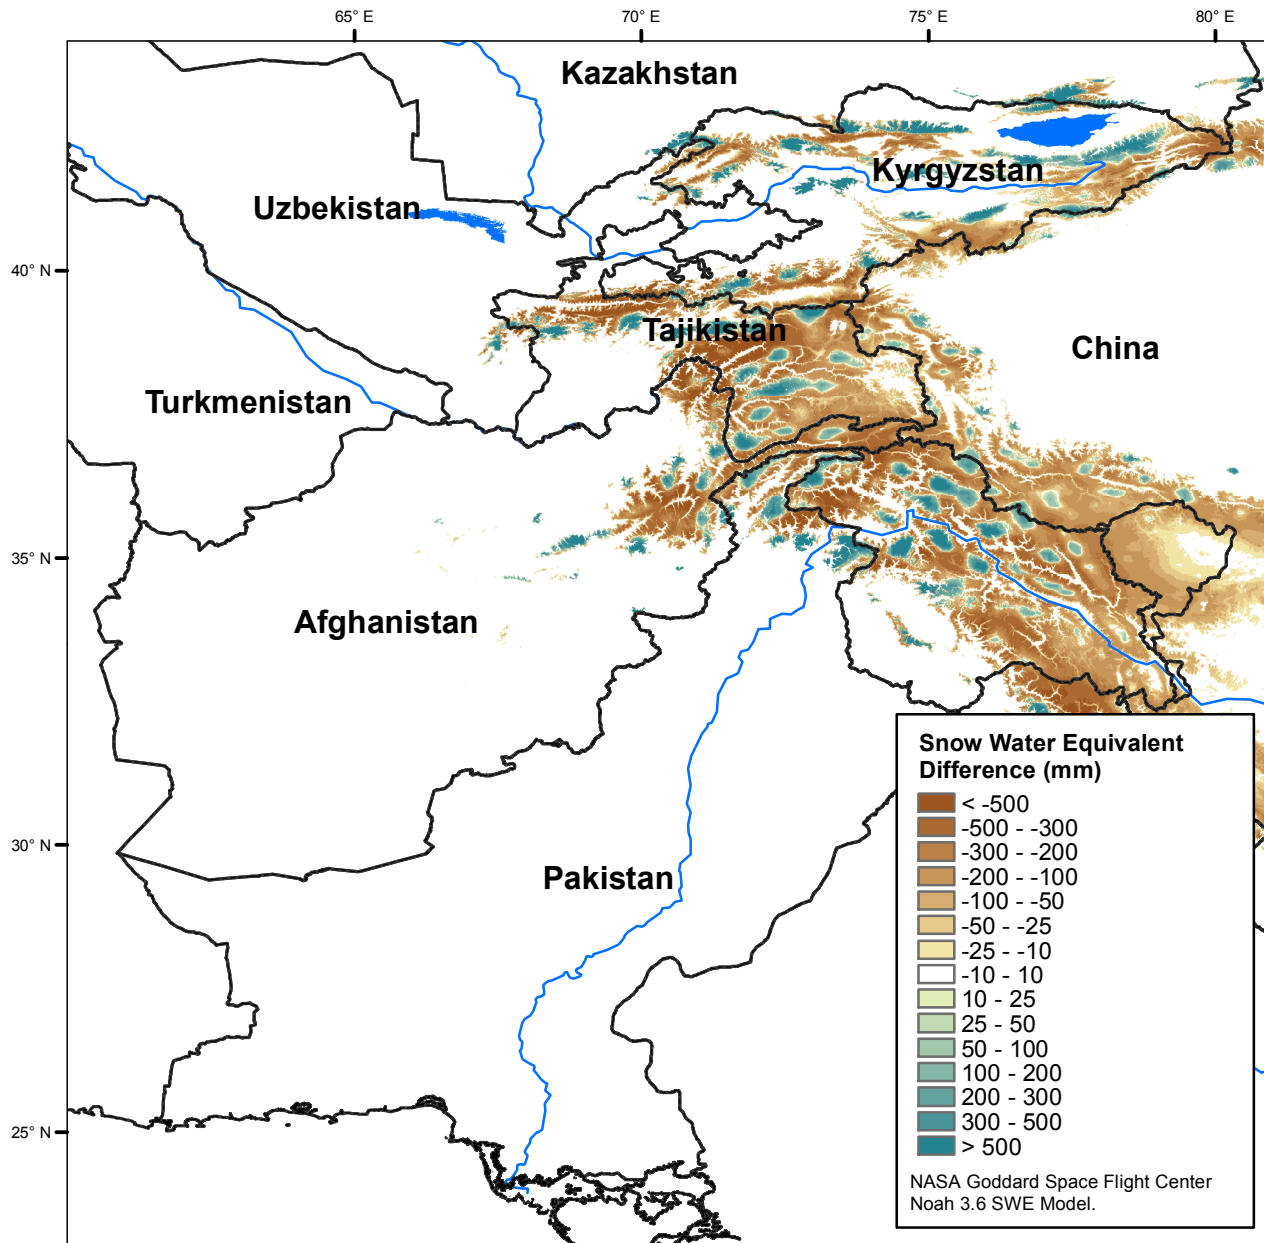 65° E
70° E
75° E
80° E
Kazakhstan
Kyrgyzstan
Uzbekistan
40° N
Tajikistan
China
Turkmenistan
35° N
Afghanistan
30° N
Pakistan
25° N
Snow Water Equivalent
Difference (mm)
< -500
-500 - -300
-300 - -200
-200 - -100
-100 - -50
-50 - -25
-25 - -10
-10 - 10
10 - 25
25 - 50
50 - 100
100 - 200
200 - 300
300 - 500
> 500
NASA Goddard Space Flight Center
Noah 3.6 SWE Model.